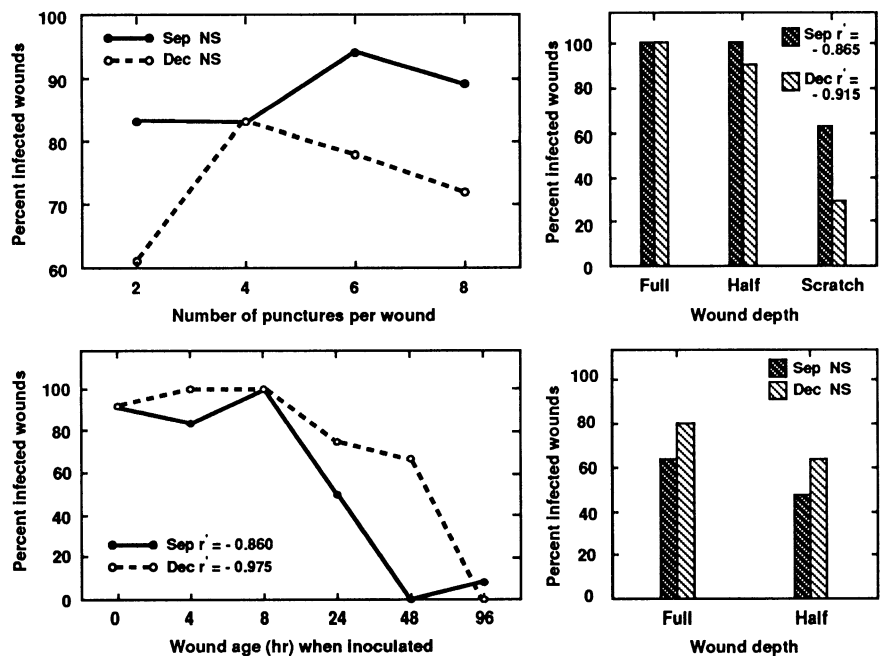 100
90
80
70
60
Percent infected wounds
Sep NS
Dec NS
2 4 6 8
Number of punctures per wound
100
80
60
40
20
0
Percent infected wounds
Sep r' =
- 0.865
Dec r' =
- 0.915
Full Half Scratch
Wound depth
100
80
60
40
20
0
Percent infected wounds
Sep r' = - 0.860
Dec r' = - 0.975
0 4 8 24 48 96
Wound age (hr) when inoculated
100
80
60
40
20
0
Percent infected wounds
Sep NS
Dec NS
Full Half
Wound depth